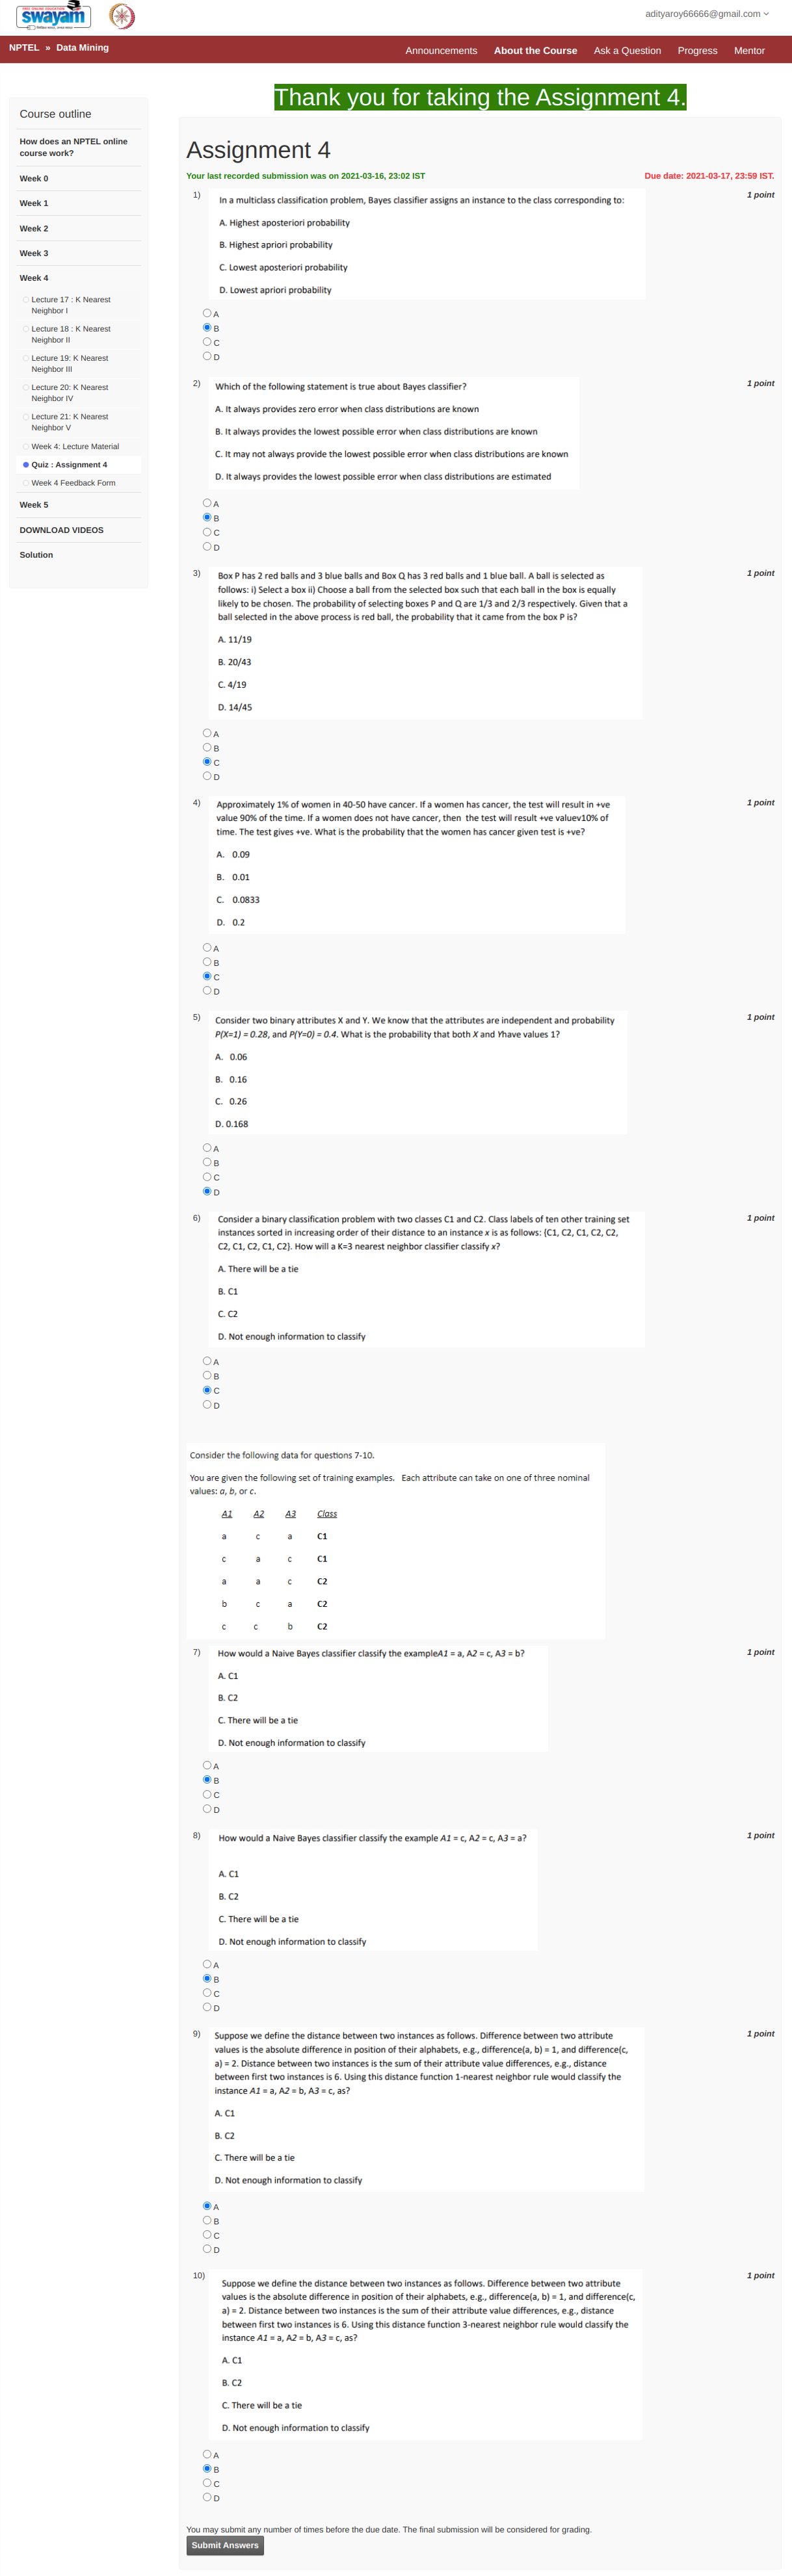 FREE ONLINE EDUCATION
swayam
adityaroy66666@gmail.com
NPTEL » Data Mining
Announcements About the Course Ask a Question Progress Mentor
Thank you for taking the Assignment 4.
Course outline
How does an NPTEL online
course work?
Week 0
Week 1
Week 2
Week 3
Week 4
Lecture 17 : K Nearest
Neighbor I
Lecture 18 : K Nearest
Neighbor II
Lecture 19: K Nearest
Neighbor III
Lecture 20: K Nearest
Neighbor IV
Lecture 21: K Nearest
Neighbor V
Week 4: Lecture Material
Quiz : Assignment 4
Week 4 Feedback Form
Week 5
DOWNLOAD VIDEOS
Solution
Assignment 4
Your last recorded submission was on 2021-03-16, 23:02 IST Due date: 2021-03-17, 23:59 IST.
1) 1 point
In a multiclass classification problem, Bayes classifier assigns an instance to the class corresponding to:
A. Highest aposteriori probability
B. Highest apriori probability
C. Lowest aposteriori probability
D. Lowest apriori probability
A
B
C
D
2) 1 point
Which of the following statement is true about Bayes classifier?
A. It always provides zero error when class distributions are known
B. It always provides the lowest possible error when class distributions are known
C. It may not always provide the lowest possible error when class distributions are known
D. It always provides the lowest possible error when class distributions are estimated
A
B
C
D
3) 1 point
Box P has 2 red balls and 3 blue balls and Box Q has 3 red balls and 1 blue ball. A ball is selected as
follows: i) Select a box ii) Choose a ball from the selected box such that each ball in the box is equally
likely to be chosen. The probability of selecting boxes P and Q are 1/3 and 2/3 respectively. Given that a
ball selected in the above process is red ball, the probability that it came from the box P is?
A. 11/19
B. 20/43
C. 4/19
D. 14/45
A
B
C
D
4) 1 point
Approximately 1% of women in 40-50 have cancer. If a women has cancer, the test will result in +ve
value 90% of the time. If a women does not have cancer, then the test will result +ve valuev10% of
time. The test gives +ve. What is the probability that the women has cancer given test is +ve?
A. 0.09
B. 0.01
C. 0.0833
D. 0.2
A
B
C
D
5) 1 point
Consider two binary attributes X and Y. We know that the attributes are independent and probability
P(X=1) = 0.28, and P(Y=0) = 0.4. What is the probability that both X and Yhave values 1?
A. 0.06
B. 0.16
C. 0.26
D. 0.168
A
B
C
D
6) 1 point
Consider a binary classification problem with two classes C1 and C2. Class labels of ten other training set
instances sorted in increasing order of their distance to an instance x is as follows: {C1, C2, C1, C2, C2,
C2, C1, C2, C1, C2}. How will a K=3 nearest neighbor classifier classify x?
A. There will be a tie
B. C1
C. C2
D. Not enough information to classify
A
B
C
D
Consider the following data for questions 7-10.
You are given the following set of training examples. Each attribute can take on one of three nominal
values: a, b, or c.
A1 A2 A3 Class
a c a C1
c a c C1
a a c C2
b c a C2
c c b C2
7) 1 point
How would a Naive Bayes classifier classify the exampleA1 = a, A2 = c, A3 = b?
A. C1
B. C2
C. There will be a tie
D. Not enough information to classify
A
B
C
D
8) 1 point
How would a Naive Bayes classifier classify the example A1 = c, A2 = c, A3 = a?
A. C1
B. C2
C. There will be a tie
D. Not enough information to classify
A
B
C
D
9) 1 point
Suppose we define the distance between two instances as follows. Difference between two attribute
values is the absolute difference in position of their alphabets, e.g., difference(a, b) = 1, and difference(c,
a) = 2. Distance between two instances is the sum of their attribute value differences, e.g., distance
between first two instances is 6. Using this distance function 1-nearest neighbor rule would classify the
instance A1 = a, A2 = b, A3 = c, as?
A. C1
B. C2
C. There will be a tie
D. Not enough information to classify
A
B
C
D
10) 1 point
Suppose we define the distance between two instances as follows. Difference between two attribute
values is the absolute difference in position of their alphabets, e.g., difference(a, b) = 1, and difference(c,
a) = 2. Distance between two instances is the sum of their attribute value differences, e.g., distance
between first two instances is 6. Using this distance function 3-nearest neighbor rule would classify the
instance A1 = a, A2 = b, A3 = c, as?
A. C1
B. C2
C. There will be a tie
D. Not enough information to classify
A
B
C
D
You may submit any number of times before the due date. The final submission will be considered for grading.
Submit Answers